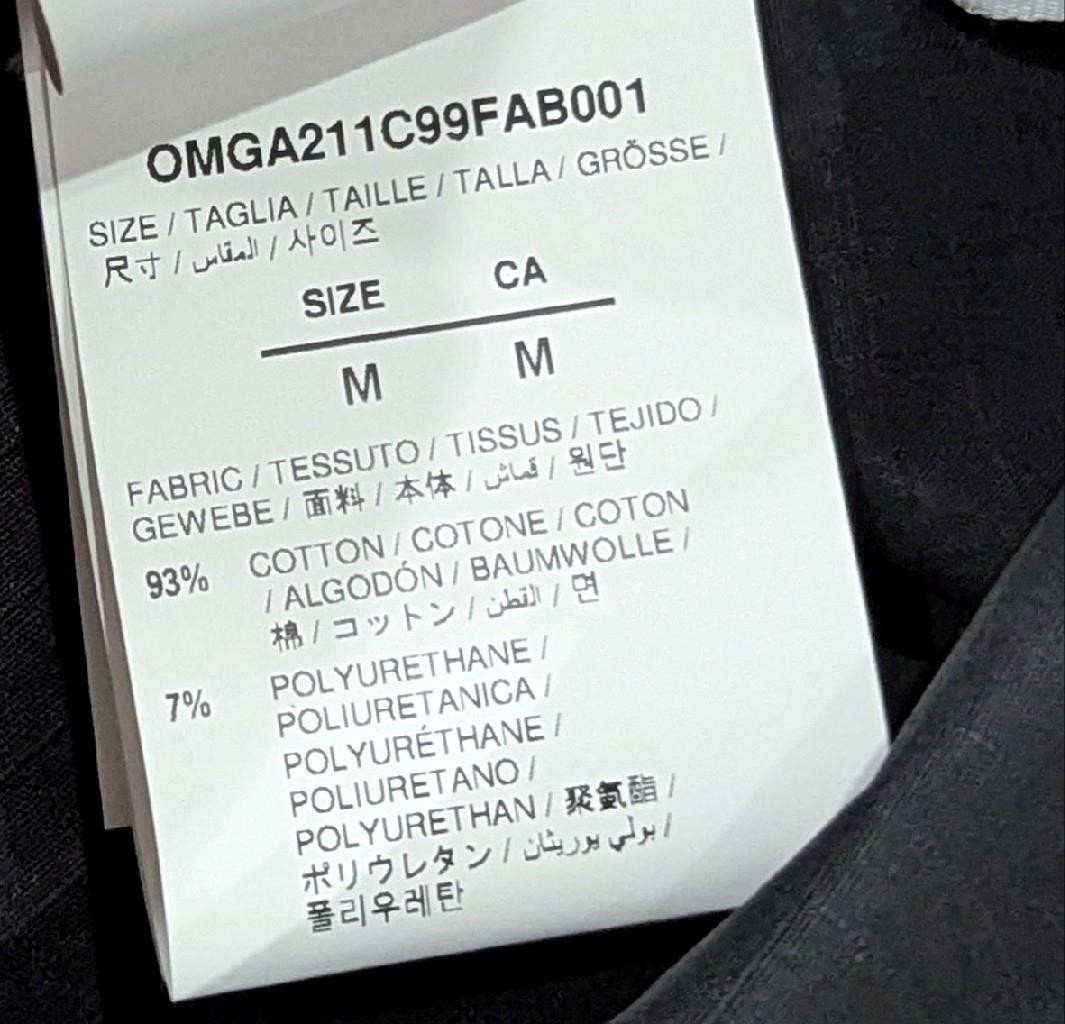 OMGA211C99FAB001
SIZE / TAGLIA / TAILLE / TALLA / GRÖSSE /
尺寸 / المقاس / 사이즈
SIZE CA
M M
FABRIC / TESSUTO / TISSUS / TEJIDO /
GEWEBE / 面料 / 本体 / قماش / 원단
93% COTTON / COTONE / COTON
/ ALGODÓN / BAUMWOLLE /
棉 / コットン / القطن / 면
7% POLYURETHANE /
POLIURETANICA /
POLYURÉTHANE /
POLIURETANO /
POLYURETHAN / 聚氨酯 /
ポリウレタン / بولي يوريثان /
폴리우레탄